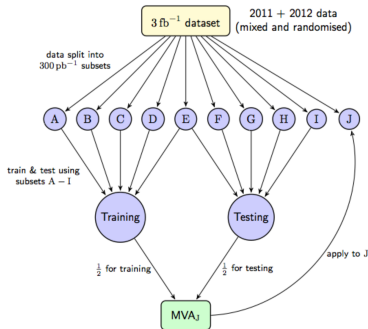 3 fb⁻¹ dataset
2011 + 2012 data
(mixed and randomised)
data split into
300 pb⁻¹ subsets
A B C D E F G H I J
train & test using
subsets A − I
Training
Testing
½ for training
½ for testing
apply to J
MVA_J